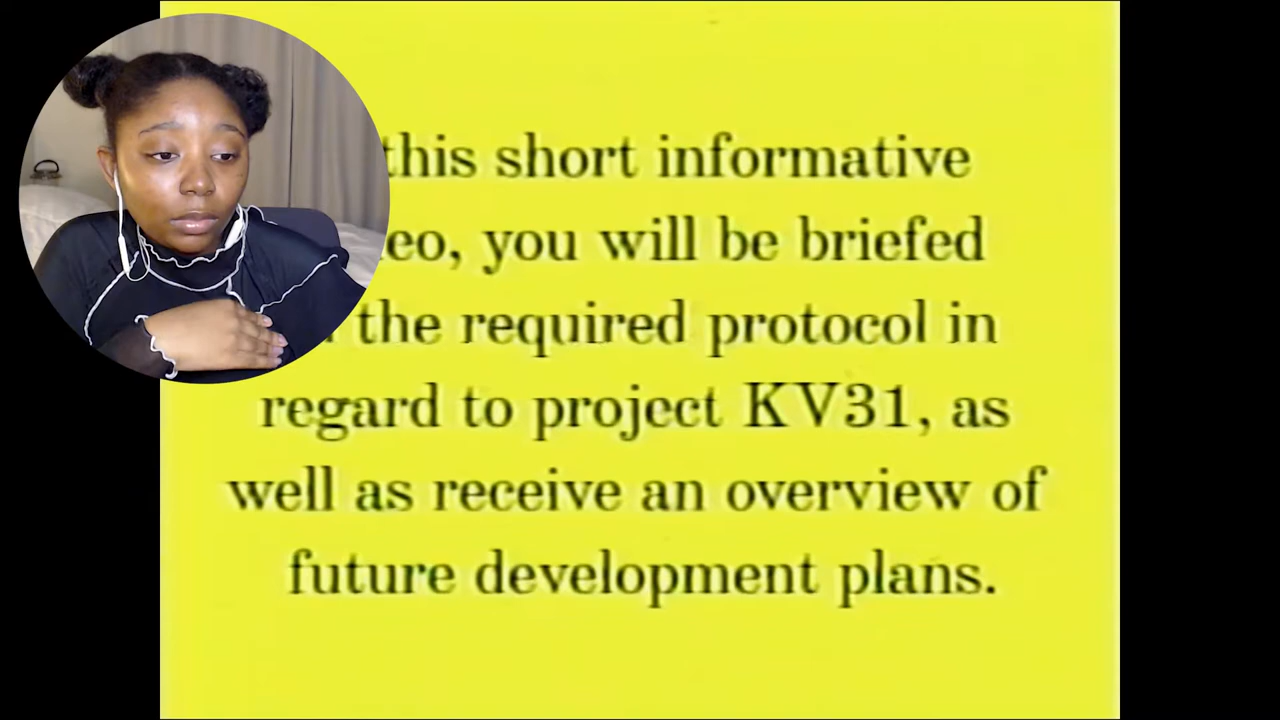 this short informative
you will be briefed
the required protocol in
regard to project KV31, as
well as receive an overview of
future development plans.